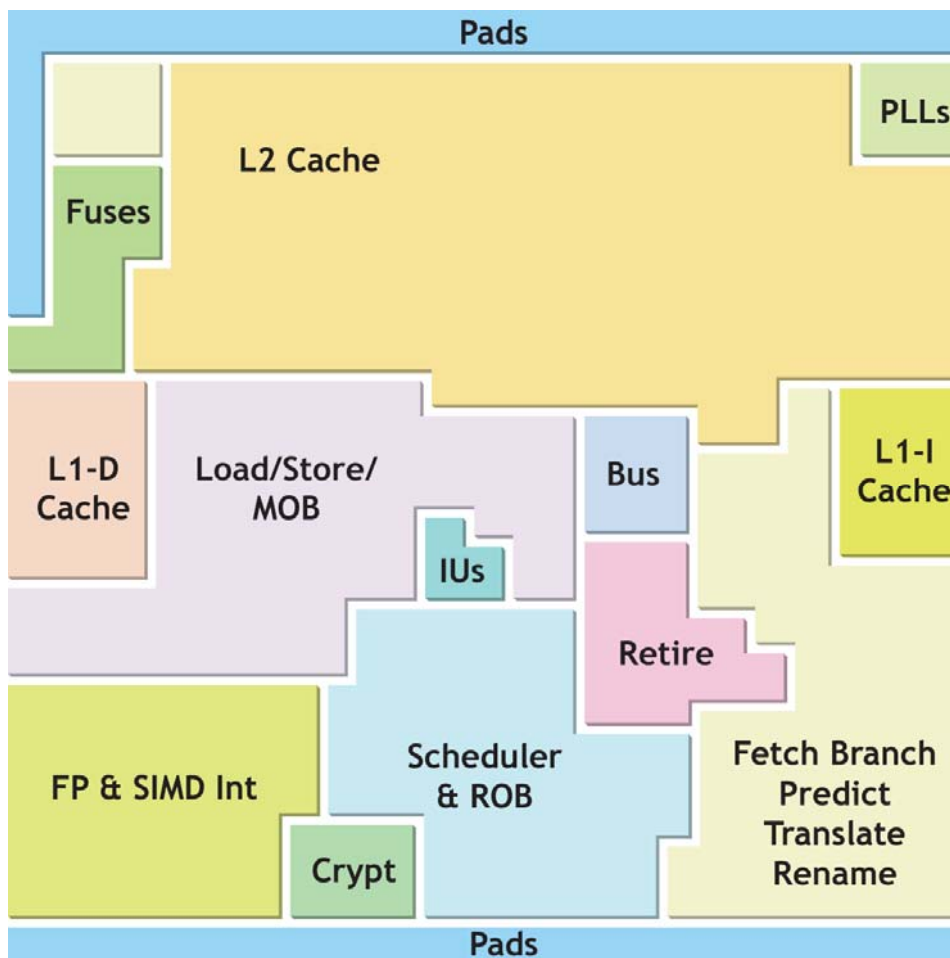 Pads
PLLs
L2 Cache
Fuses
L1-D
Cache
Load/Store/
MOB
Bus
L1-I
Cache
IUs
Retire
FP & SIMD Int
Scheduler
& ROB
Fetch Branch
Predict
Translate
Rename
Crypt
Pads